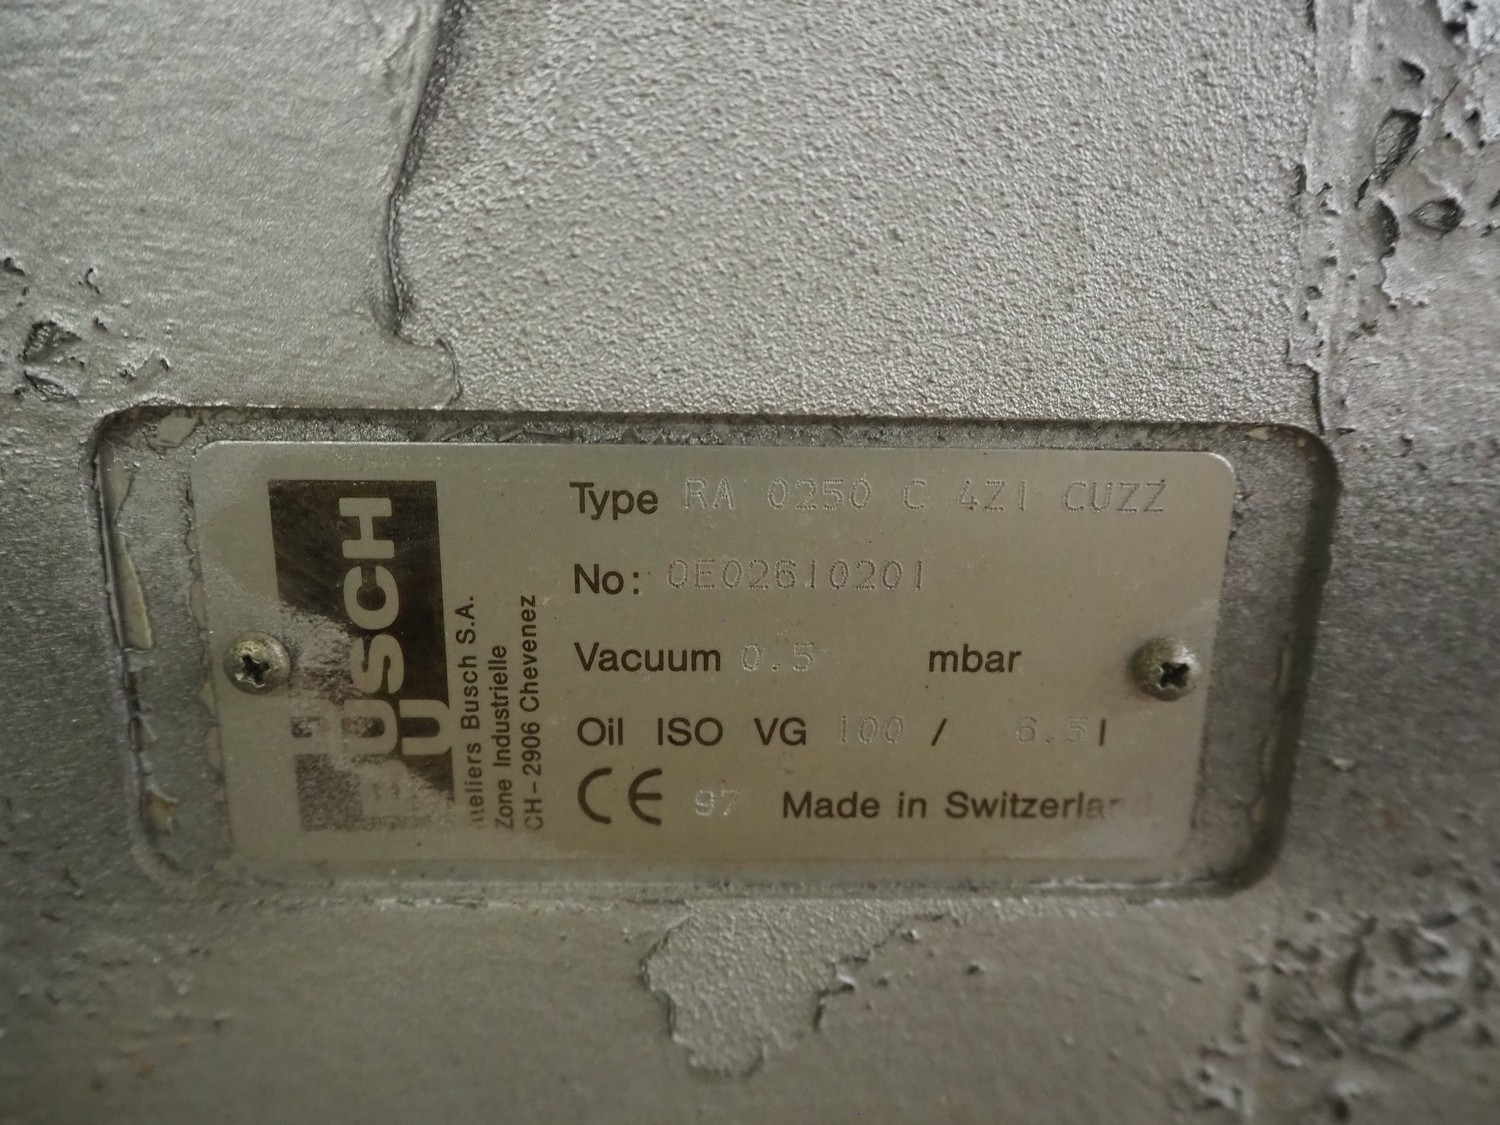 BUSCH
Ateliers Busch S.A.
Zone Industrielle
CH-2906 Chevenez
Type RA 0250 C 4Z1 CUZZ
No: 0E02610201
Vacuum 0.5 mbar
Oil ISO VG 100 / 6.5 l
CE 97 Made in Switzerland